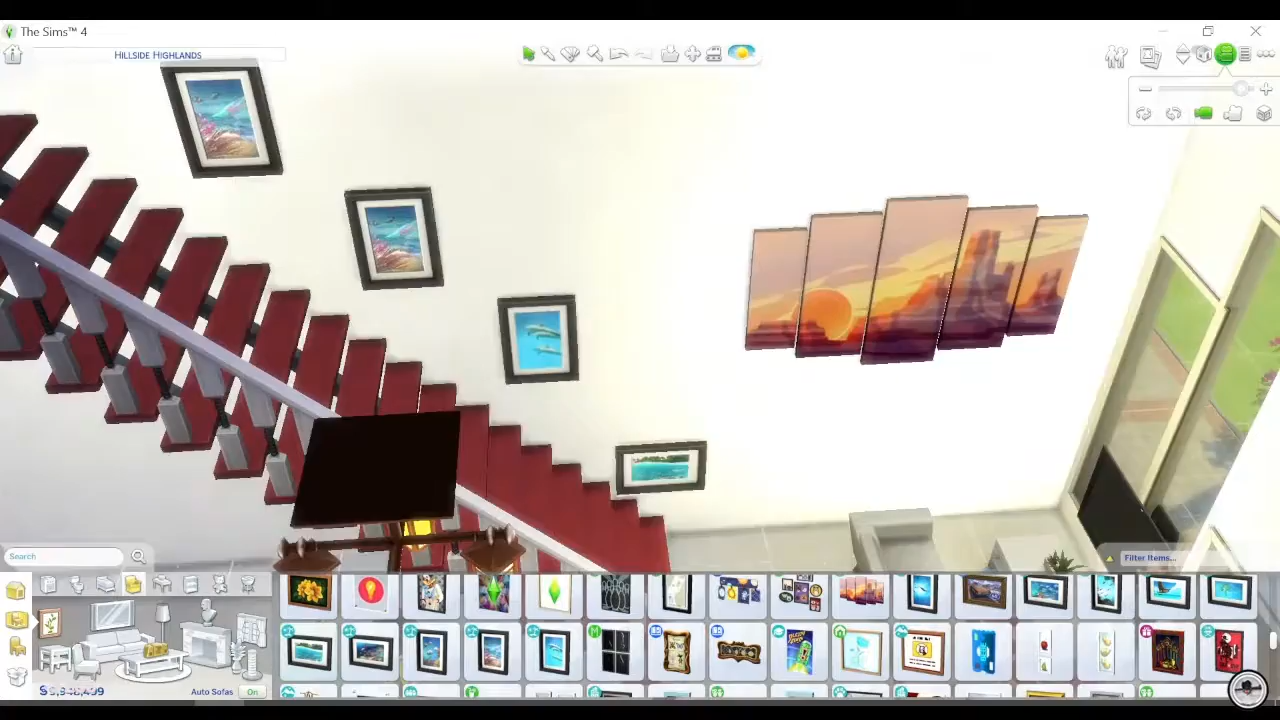 The Sims™ 4
HILLSIDE HIGHLANDS
Search
Filter Items...
Auto Sofas
On